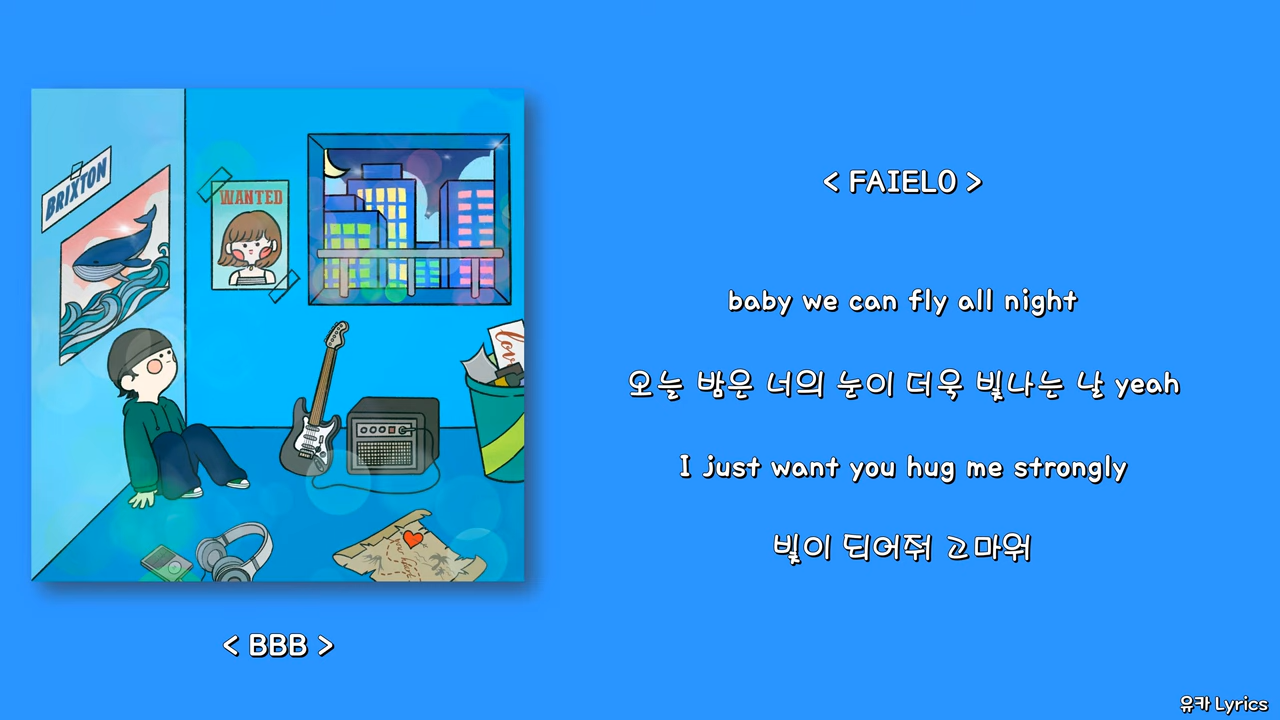 BRIXTON
WANTED
< BBB >
< FAIELO >
baby we can fly all night
오늘 밤은 너의 눈이 더욱 빛나는 날 yeah
I just want you hug me strongly
빛이 되어줘 고마워
유카 Lyrics